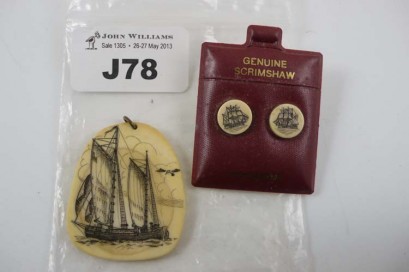 JOHN WILLIAMS
Sale 1305 • 26-27 May 2013
J78
GENUINE
SCRIMSHAW